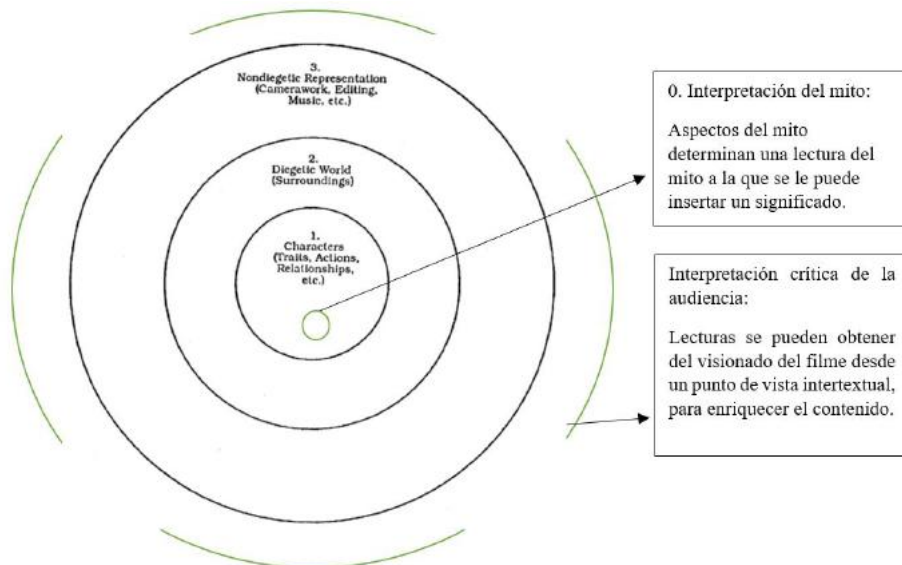 3.
Nondiegetic Representation
(Camerawork, Editing,
Music, etc.)
2.
Diegetic World
(Surroundings)
1.
Characters
(Traits, Actions,
Relationships,
etc.)
0. Interpretación del mito:
Aspectos del mito
determinan una lectura del
mito a la que se le puede
insertar un significado.
Interpretación crítica de la
audiencia:
Lecturas se pueden obtener
del visionado del filme desde
un punto de vista intertextual,
para enriquecer el contenido.